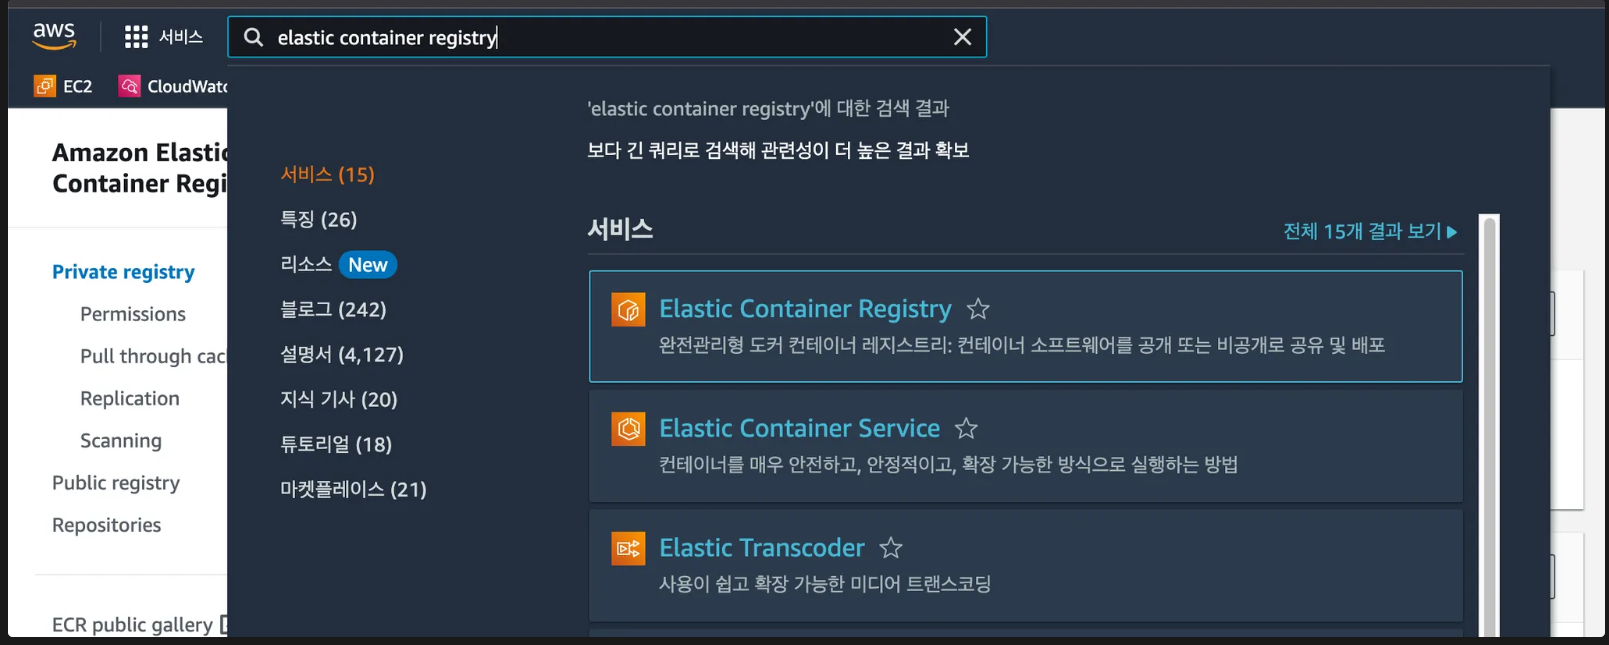 aws
서비스
elastic container registry
EC2
CloudWatc
Amazon Elastic
Container Regi
Private registry
Permissions
Pull through cac
Replication
Scanning
Public registry
Repositories
ECR public gallery
서비스 (15)
특징 (26)
리소스 New
블로그 (242)
설명서 (4,127)
지식 기사 (20)
튜토리얼 (18)
마켓플레이스 (21)
'elastic container registry'에 대한 검색 결과
보다 긴 쿼리로 검색해 관련성이 더 높은 결과 확보
서비스
전체 15개 결과 보기
Elastic Container Registry
완전관리형 도커 컨테이너 레지스트리: 컨테이너 소프트웨어를 공개 또는 비공개로 공유 및 배포
Elastic Container Service
컨테이너를 매우 안전하고, 안정적이고, 확장 가능한 방식으로 실행하는 방법
Elastic Transcoder
사용이 쉽고 확장 가능한 미디어 트랜스코딩